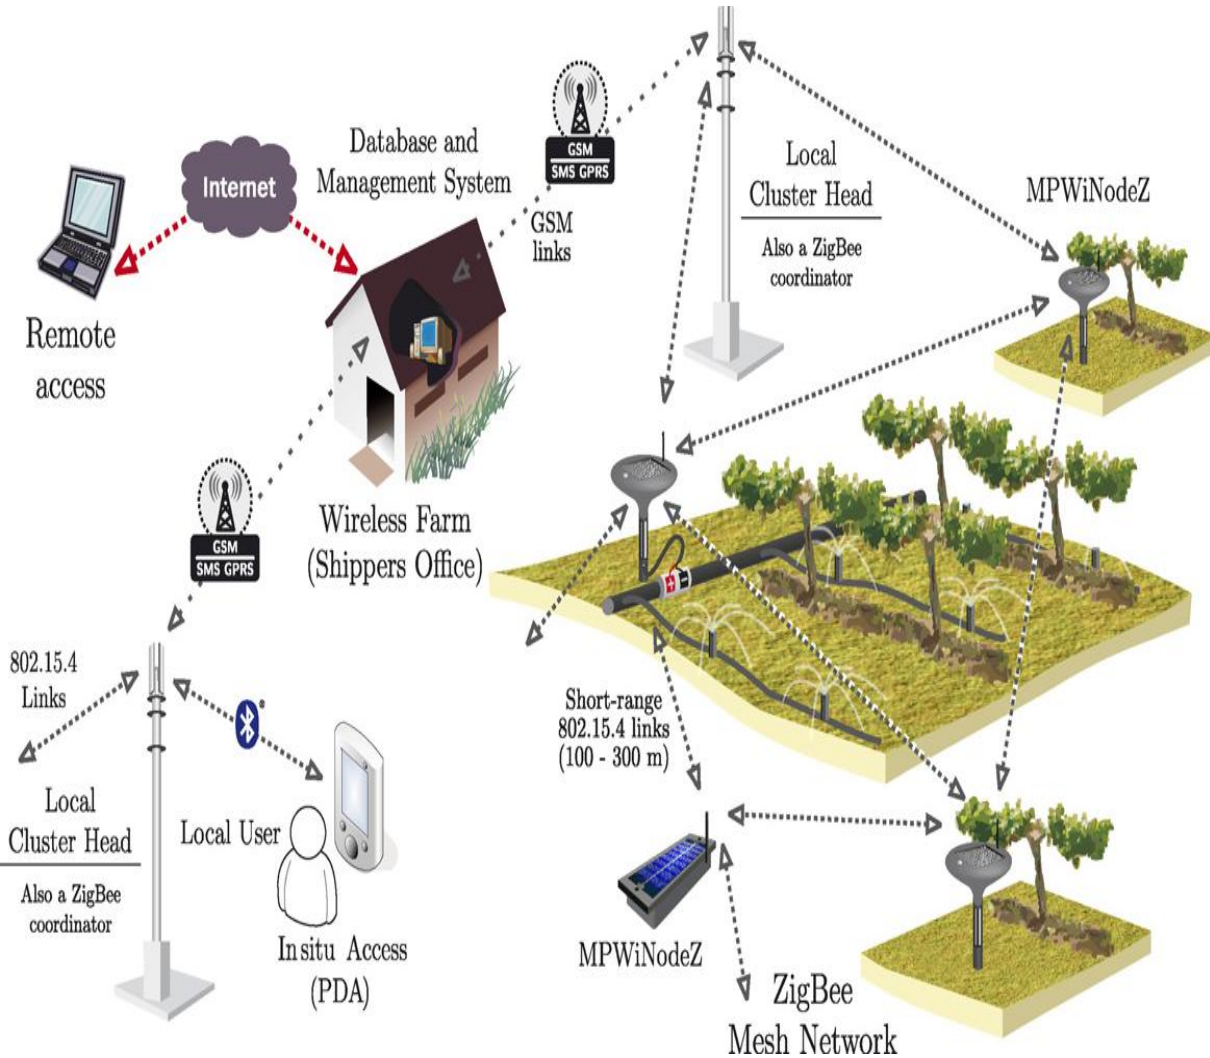 Database and
Management System
Internet
GSM
SMS GPRS
GSM
links
Local
Cluster Head
Also a ZigBee
coordinator
MPWiNodeZ
Remote
access
Wireless Farm
(Shippers Office)
GSM
SMS GPRS
802.15.4
Links
Short-range
802.15.4 links
(100 - 300 m)
Local
Cluster Head
Also a ZigBee
coordinator
Local User
In situ Access
(PDA)
MPWiNodeZ
ZigBee
Mesh Network